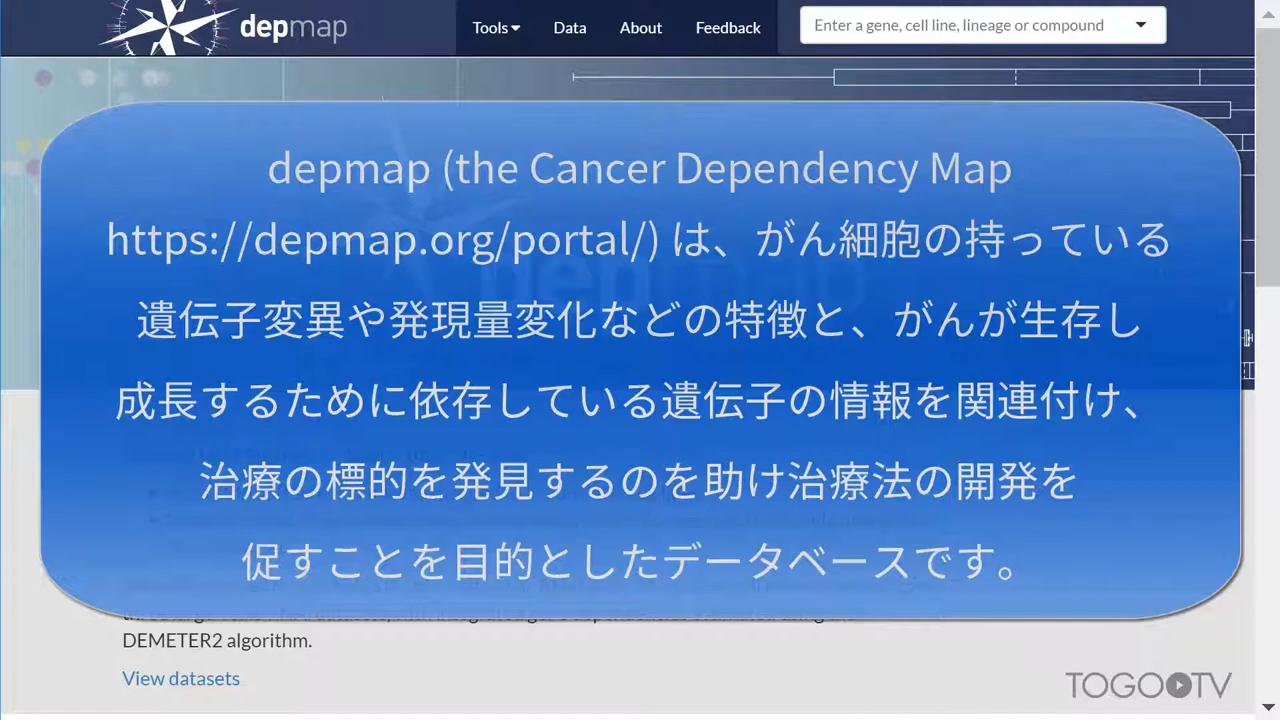 depmap
Tools Data About Feedback
Enter a gene, cell line, lineage or compound
depmap (the Cancer Dependency Map
https://depmap.org/portal/) は、がん細胞の持っている
遺伝子変異や発現量変化などの特徴と、がんが生存し
成長するために依存している遺伝子の情報を関連付け、
治療の標的を発見するのを助け治療法の開発を
促すことを目的としたデータベースです。
DEMETER2 algorithm.
View datasets
TOGOTV